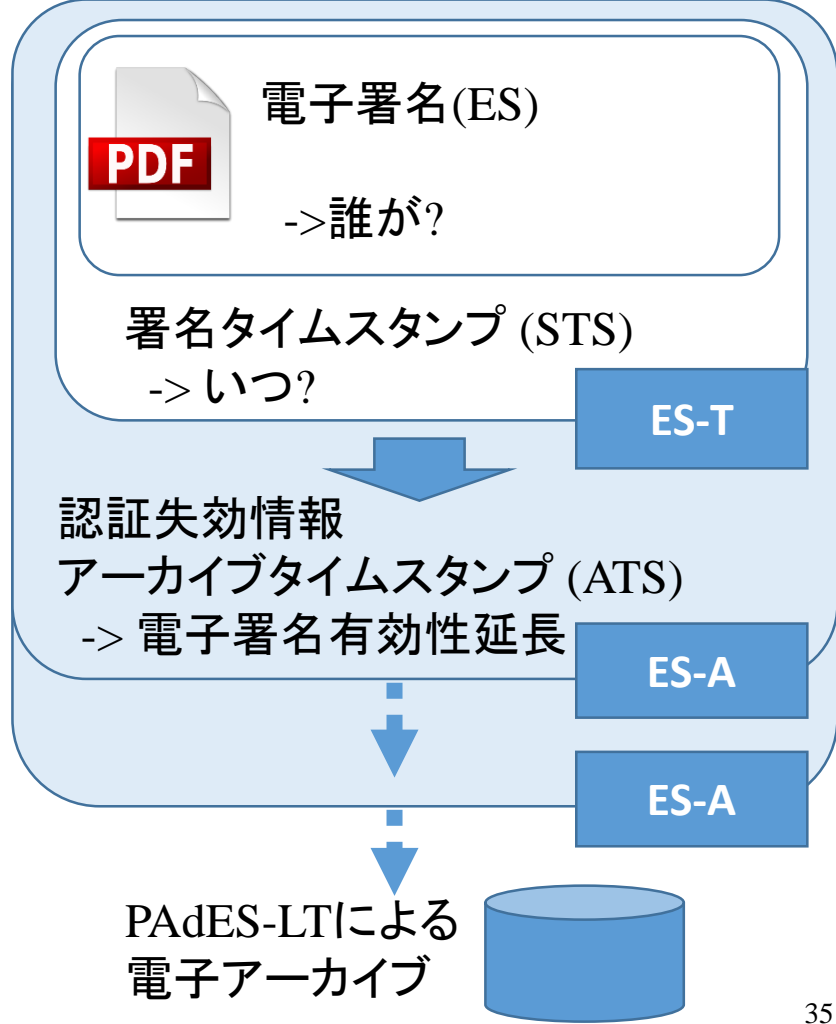 電子署名(ES)
PDF
->誰が?
署名タイムスタンプ (STS)
-> いつ?
ES-T
認証失効情報
アーカイブタイムスタンプ (ATS)
-> 電子署名有効性延長
ES-A
ES-A
PAdES-LTによる
電子アーカイブ
35